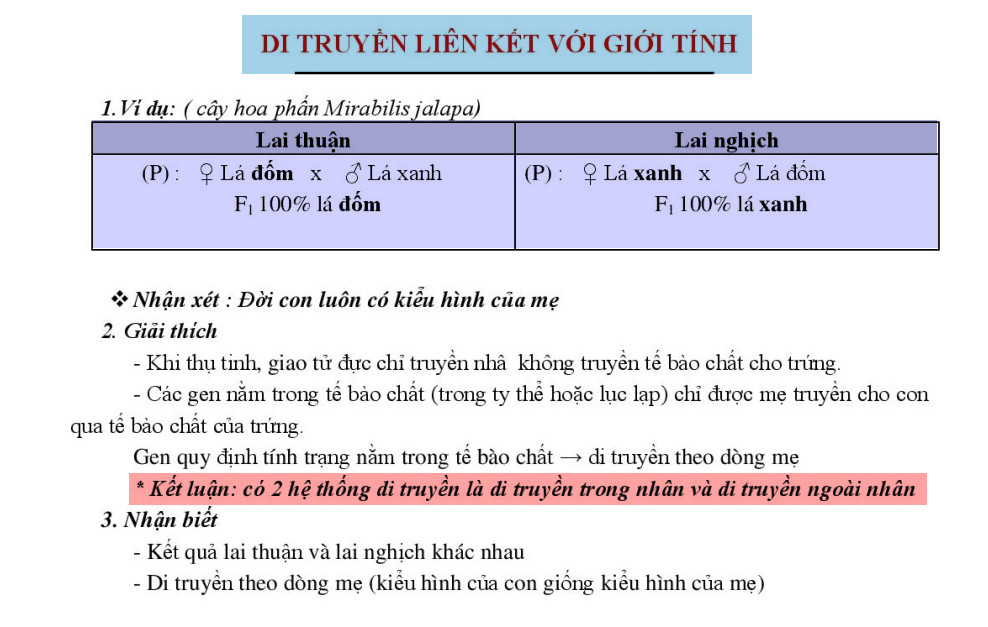 DI TRUYỀN LIÊN KẾT VỚI GIỚI TÍNH
1. Ví dụ: ( cây hoa phấn Mirabilis jalapa)
Lai thuận
Lai nghịch
(P) : ♀ Lá đốm x ♂ Lá xanh
F1 100% lá đốm
(P) : ♀ Lá xanh x ♂ Lá đốm
F1 100% lá xanh
❖ Nhận xét : Đời con luôn có kiểu hình của mẹ
2. Giải thích
- Khi thụ tinh, giao tử đực chỉ truyền nhâ không truyền tế bào chất cho trứng.
- Các gen nằm trong tế bào chất (trong ty thể hoặc lục lạp) chỉ được mẹ truyền cho con
qua tế bào chất của trứng.
Gen quy định tính trạng nằm trong tế bào chất → di truyền theo dòng mẹ
* Kết luận: có 2 hệ thống di truyền là di truyền trong nhân và di truyền ngoài nhân
3. Nhận biết
- Kết quả lai thuận và lai nghịch khác nhau
- Di truyền theo dòng mẹ (kiểu hình của con giống kiểu hình của mẹ)